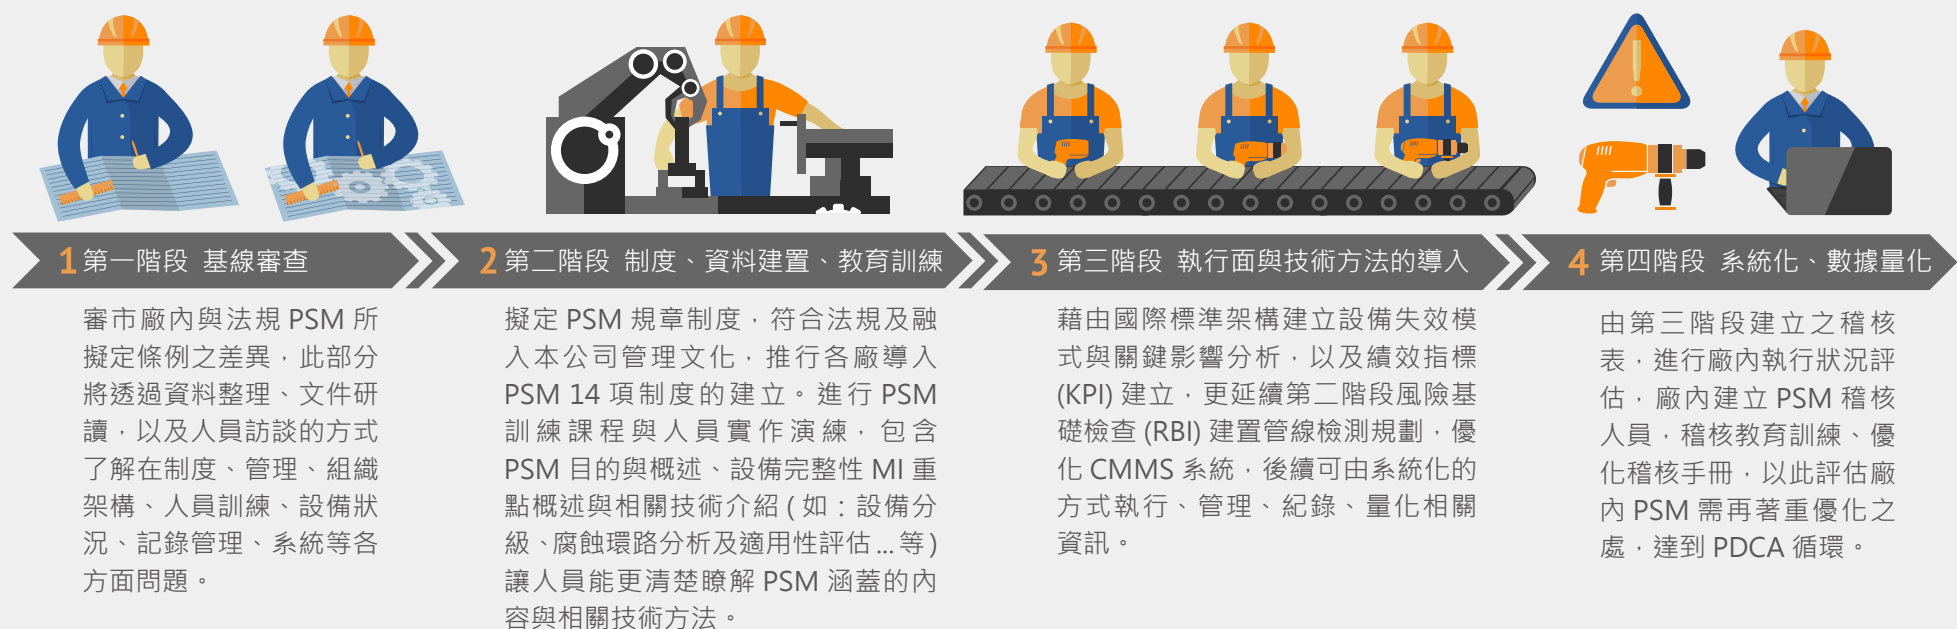 1 第一階段 基線審查
審市廠內與法規 PSM 所
擬定條例之差異，此部分
將透過資料整理、文件研
讀，以及人員訪談的方式
了解在制度、管理、組織
架構、人員訓練、設備狀
況、記錄管理、系統等各
方面問題。
2 第二階段 制度、資料建置、教育訓練
擬定 PSM 規章制度，符合法規及融
入本公司管理文化，推行各廠導入
PSM 14 項制度的建立。進行 PSM
訓練課程與人員實作演練，包含
PSM 目的與概述、設備完整性 MI 重
點概述與相關技術介紹 ( 如：設備分
級、腐蝕環路分析及適用性評估 ... 等 )
讓人員能更清楚瞭解 PSM 涵蓋的內
容與相關技術方法。
3 第三階段 執行面與技術方法的導入
藉由國際標準架構建立設備失效模
式與關鍵影響分析，以及績效指標
(KPI) 建立，更延續第二階段風險基
礎檢查 (RBI) 建置管線檢測規劃，優
化 CMMS 系統，後續可由系統化的
方式執行、管理、紀錄、量化相關
資訊。
4 第四階段 系統化、數據量化
由第三階段建立之稽核
表，進行廠內執行狀況評
估，廠內建立 PSM 稽核
人員，稽核教育訓練、優
化稽核手冊，以此評估廠
內 PSM 需再著重優化之
處，達到 PDCA 循環。